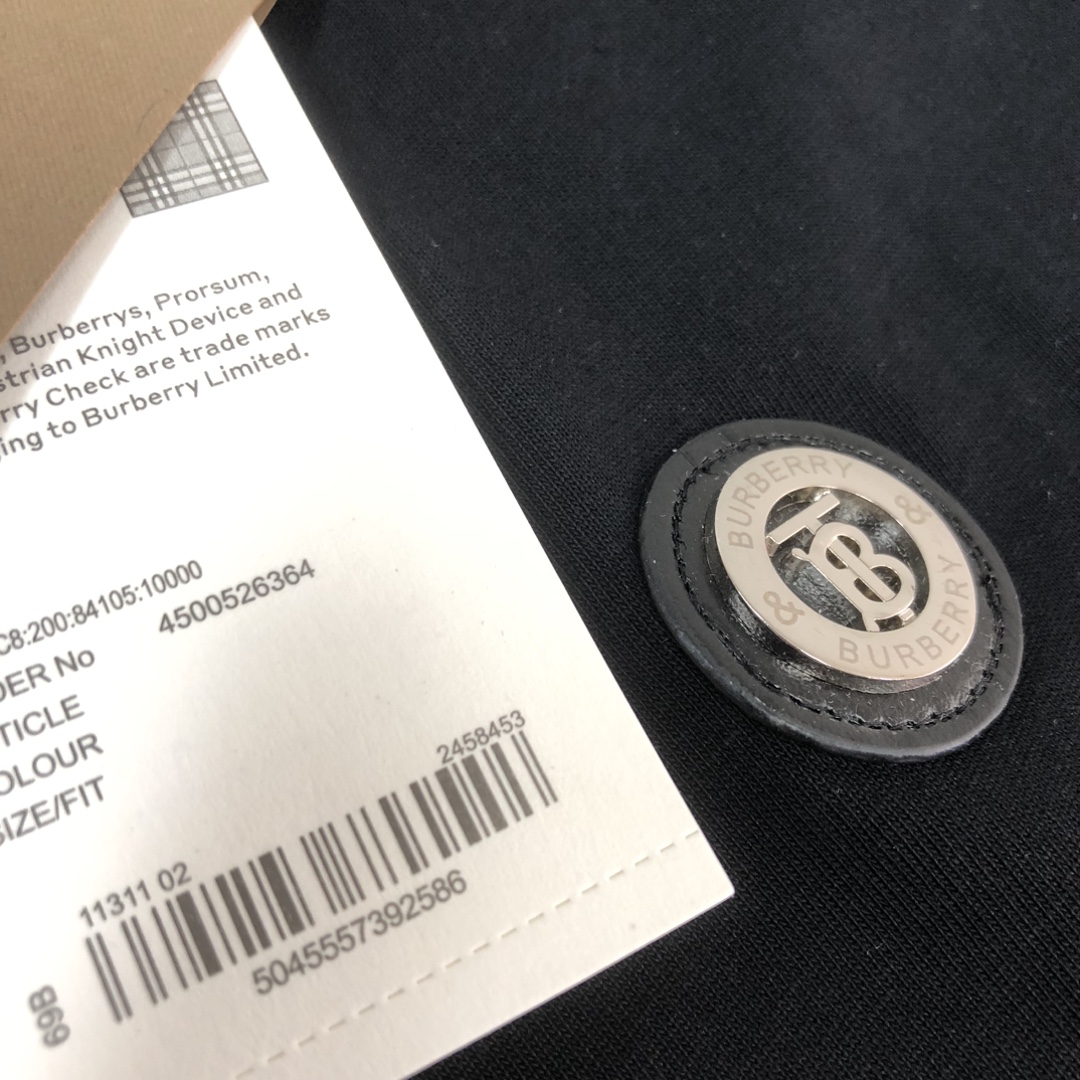 , Burberrys, Prorsum,
strian Knight Device and
rry Check are trade marks
ging to Burberry Limited.
C8:200:84105:10000
4500526364
DER No
TICLE
OLOUR
SIZE/FIT
2458453
11311 02
5045557392586
69B
BURBERRY & BURBERRY &
TB